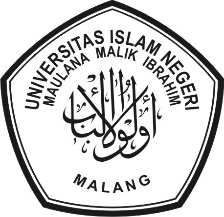 UNIVERSITAS ISLAM NEGERI
MAULANA MALIK IBRAHIM
أولو الألباب
MALANG